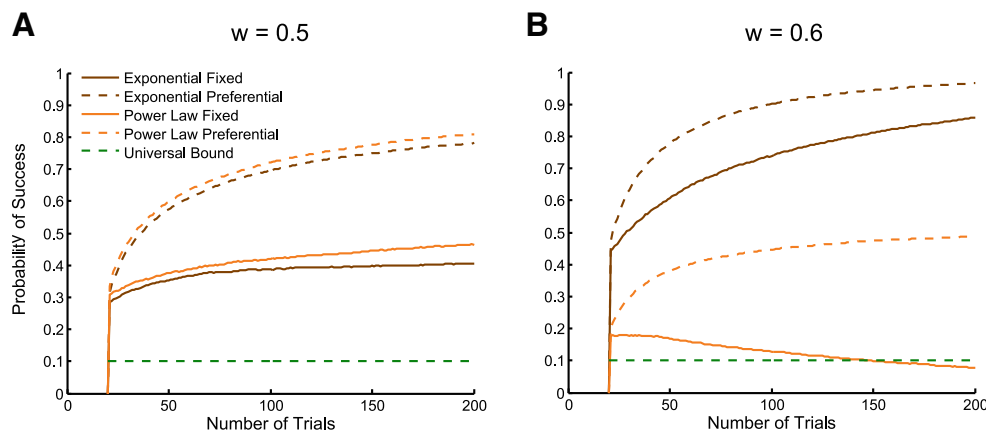 A
w = 0.5
Probability of Success
1
0.9
0.8
0.7
0.6
0.5
0.4
0.3
0.2
0.1
0
Exponential Fixed
Exponential Preferential
Power Law Fixed
Power Law Preferential
Universal Bound
0
50
100
150
200
Number of Trials
B
w = 0.6
1
0.9
0.8
0.7
0.6
0.5
0.4
0.3
0.2
0.1
0
0
50
100
150
200
Number of Trials